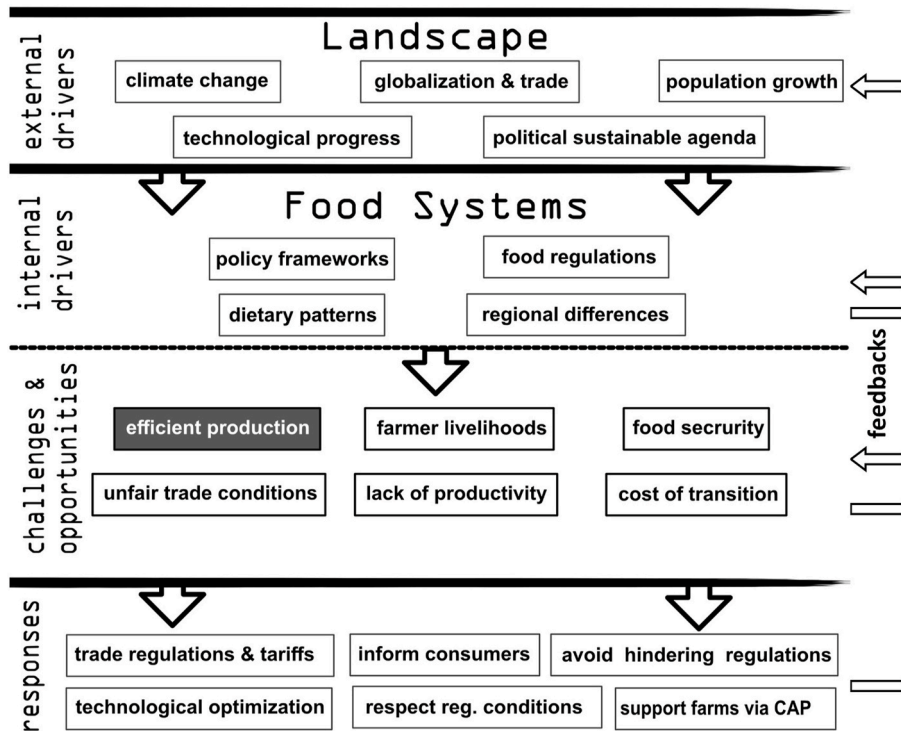 external drivers
Landscape
climate change
globalization & trade
population growth
technological progress
political sustainable agenda
internal drivers
Food Systems
policy frameworks
food regulations
dietary patterns
regional differences
feedbacks
challenges & opportunities
efficient production
farmer livelihoods
food secrurity
unfair trade conditions
lack of productivity
cost of transition
responses
trade regulations & tariffs
inform consumers
avoid hindering regulations
technological optimization
respect reg. conditions
support farms via CAP